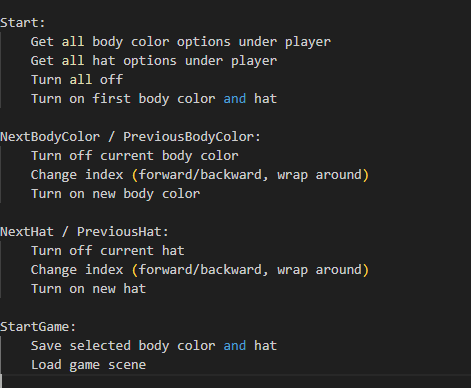 Start:
    Get all body color options under player
    Get all hat options under player
    Turn all off
    Turn on first body color and hat
NextBodyColor / PreviousBodyColor:
    Turn off current body color
    Change index (forward/backward, wrap around)
    Turn on new body color
NextHat / PreviousHat:
    Turn off current hat
    Change index (forward/backward, wrap around)
    Turn on new hat
StartGame:
    Save selected body color and hat
    Load game scene